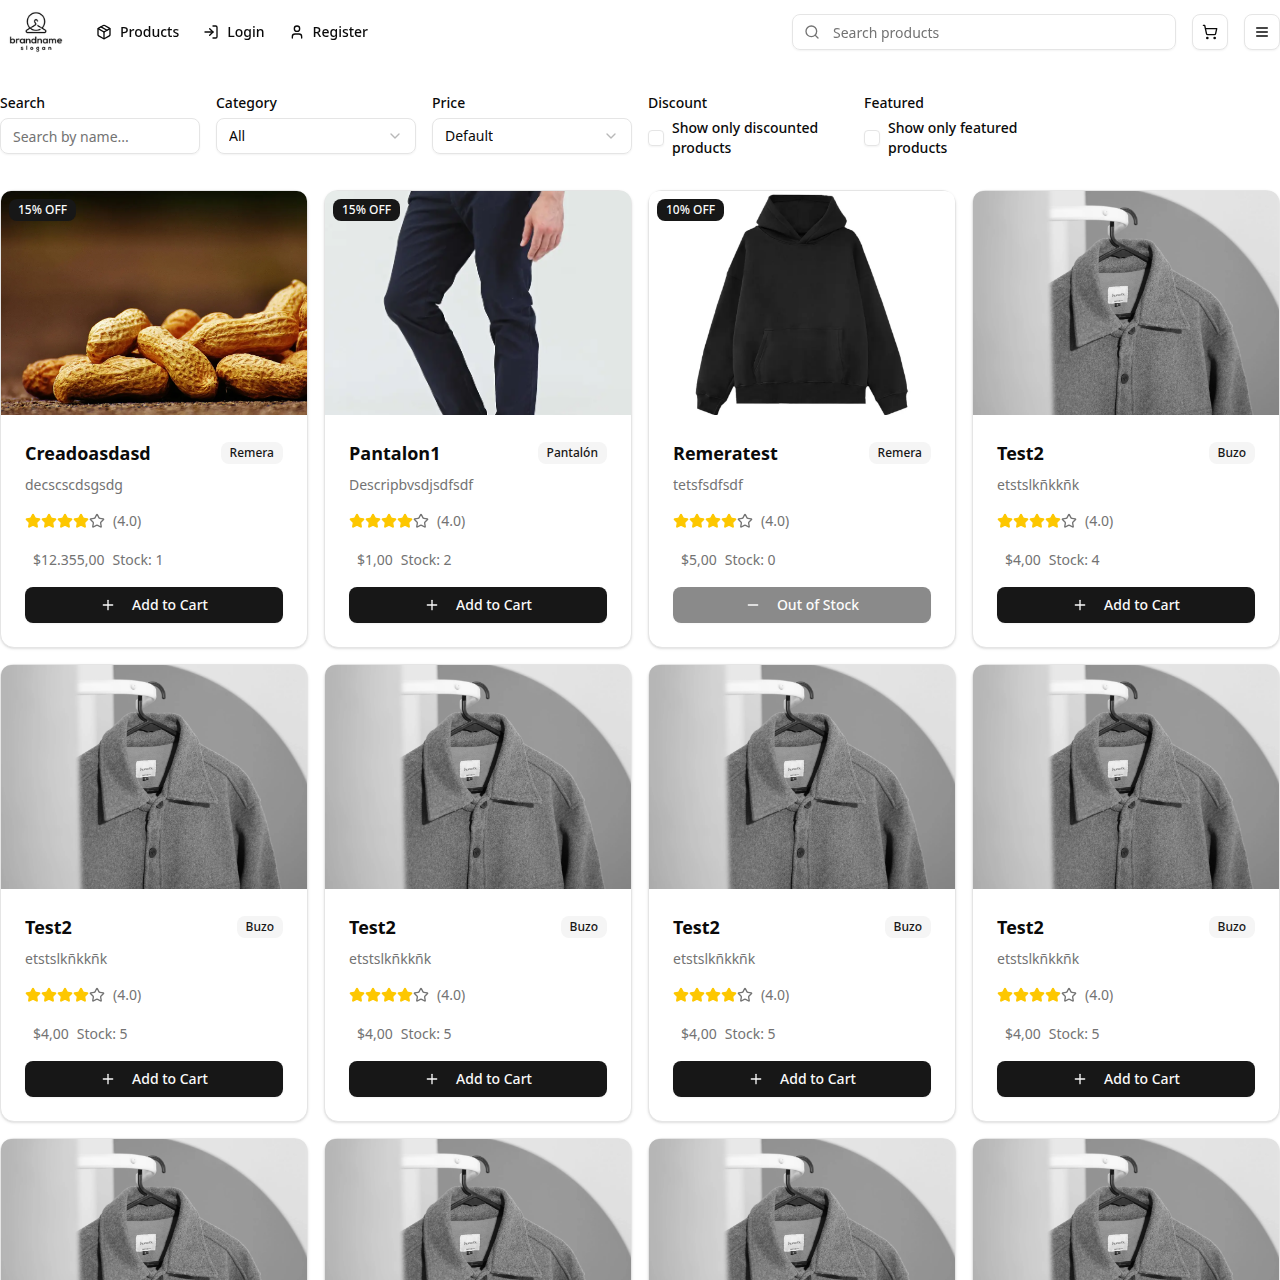 brandname
slogan
Products
Login
Register
Search products
Search
Category
Price
Discount
Featured
Search by name...
All
Default
Show only discounted
products
Show only featured
products
15% OFF
15% OFF
10% OFF
Creadoasdasd
Remera
decscscdsgsdg
(4.0)
$12.355,00 Stock: 1
Add to Cart
Pantalon1
Pantalón
Descripbvsdjsdfsdf
(4.0)
$1,00 Stock: 2
Add to Cart
Remeratest
Remera
tetsfsdfsdf
(4.0)
$5,00 Stock: 0
Out of Stock
Test2
Buzo
etstslkñkkñk
(4.0)
$4,00 Stock: 4
Add to Cart
Test2
Buzo
etstslkñkkñk
(4.0)
$4,00 Stock: 5
Add to Cart
Test2
Buzo
etstslkñkkñk
(4.0)
$4,00 Stock: 5
Add to Cart
Test2
Buzo
etstslkñkkñk
(4.0)
$4,00 Stock: 5
Add to Cart
Test2
Buzo
etstslkñkkñk
(4.0)
$4,00 Stock: 5
Add to Cart